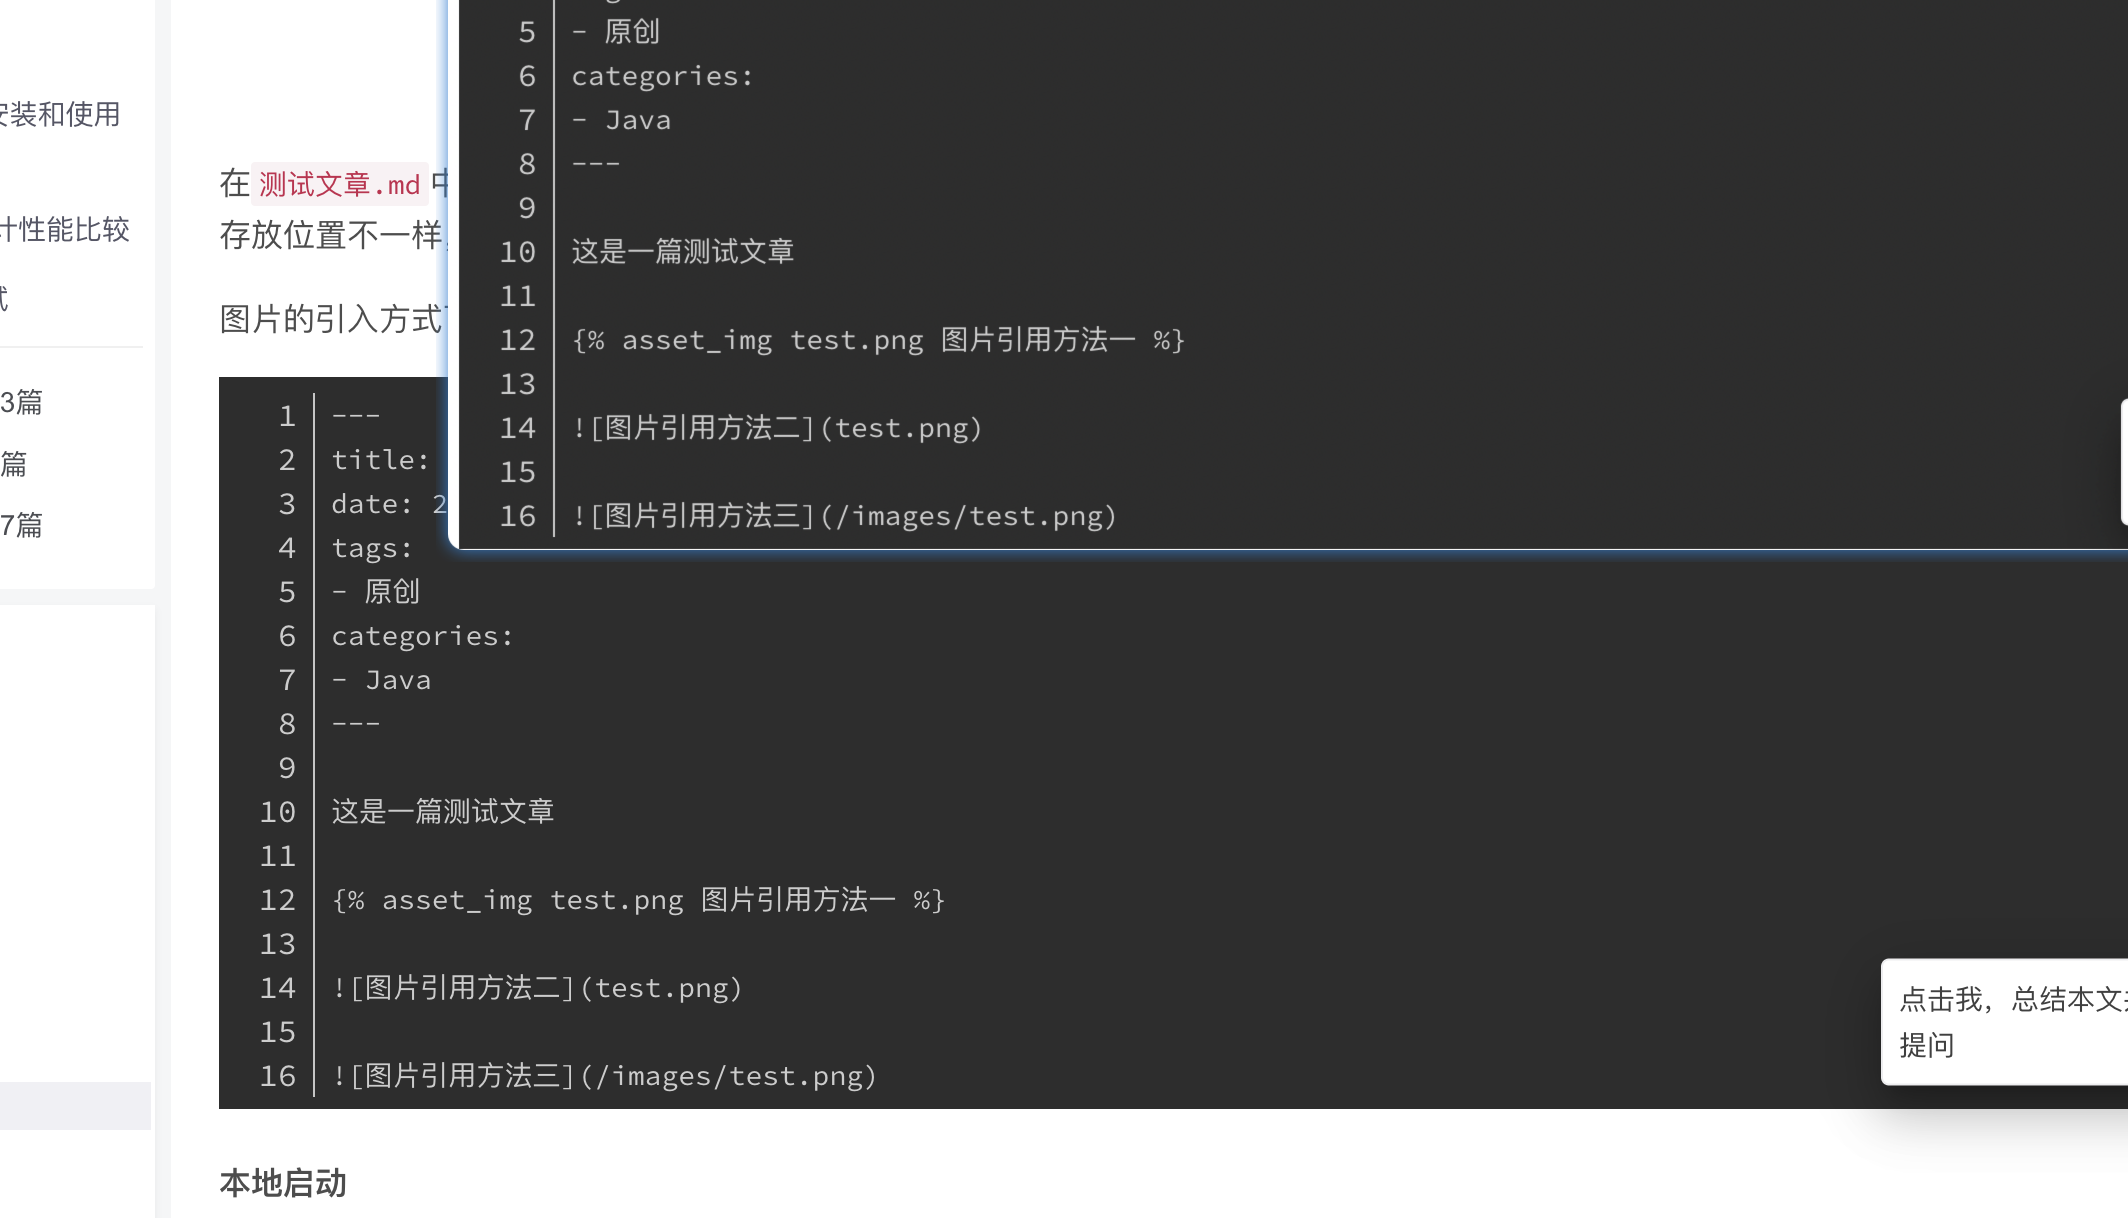 安装和使用
计性能比较
试
3篇
篇
7篇
在 测试文章.md 中
存放位置不一样
图片的引入方式
1 ---
2 title:
3 date: 2
4 tags:
5 - 原创
6 categories:
7 - Java
8 ---
9
10 这是一篇测试文章
11
12 {% asset_img test.png 图片引用方法一 %}
13
14 ![图片引用方法二](test.png)
15
16 ![图片引用方法三](/images/test.png)
本地启动
5 - 原创
6 categories:
7 - Java
8 ---
9
10 这是一篇测试文章
11
12 {% asset_img test.png 图片引用方法一 %}
13
14 ![图片引用方法二](test.png)
15
16 ![图片引用方法三](/images/test.png)
点击我，总结本文
提问